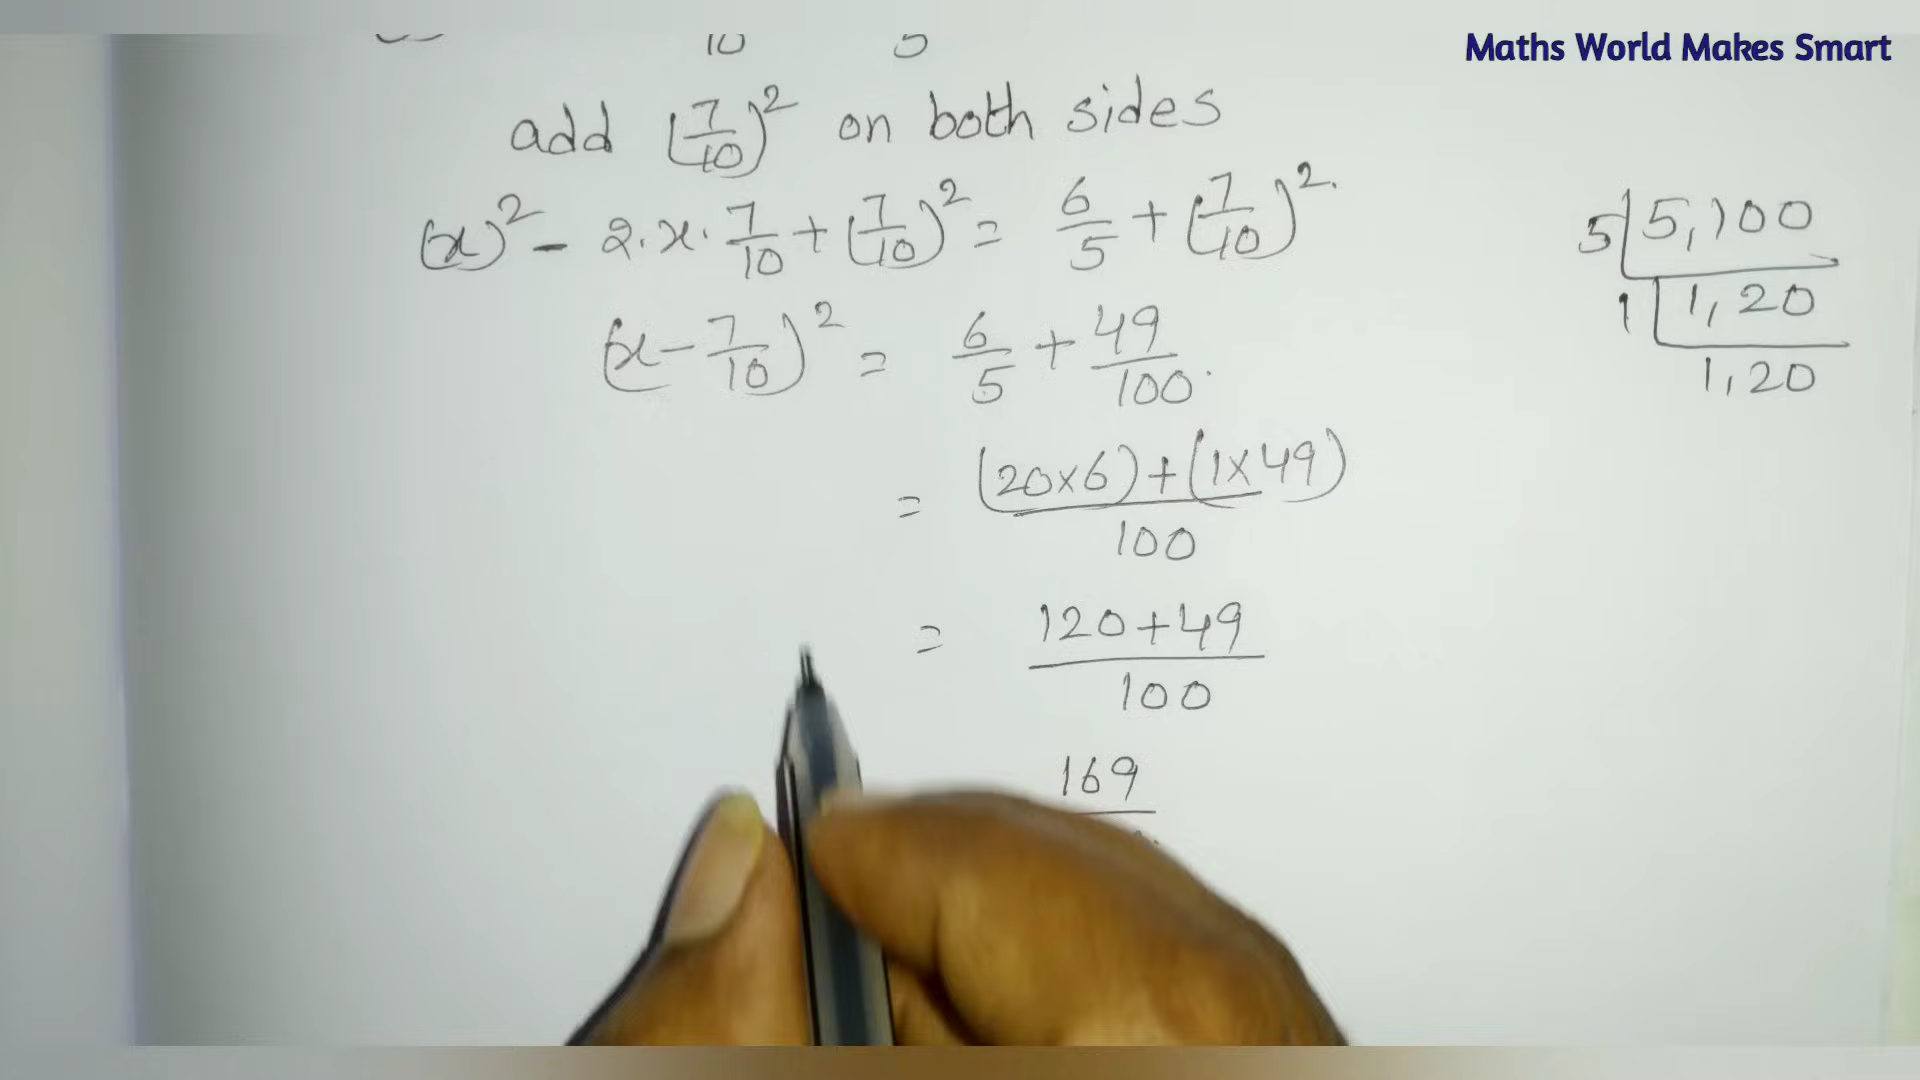 Maths World Makes Smart
10 5
add (7/10)² on both sides
(x)² - 2.x. 7/10 + (7/10)² = 6/5 + (7/10)².
(x - 7/10)² = 6/5 + 49/100.
= (20×6)+(1×49)/100
= 120+49/100
169
5 5,100
1 1,20
1,20